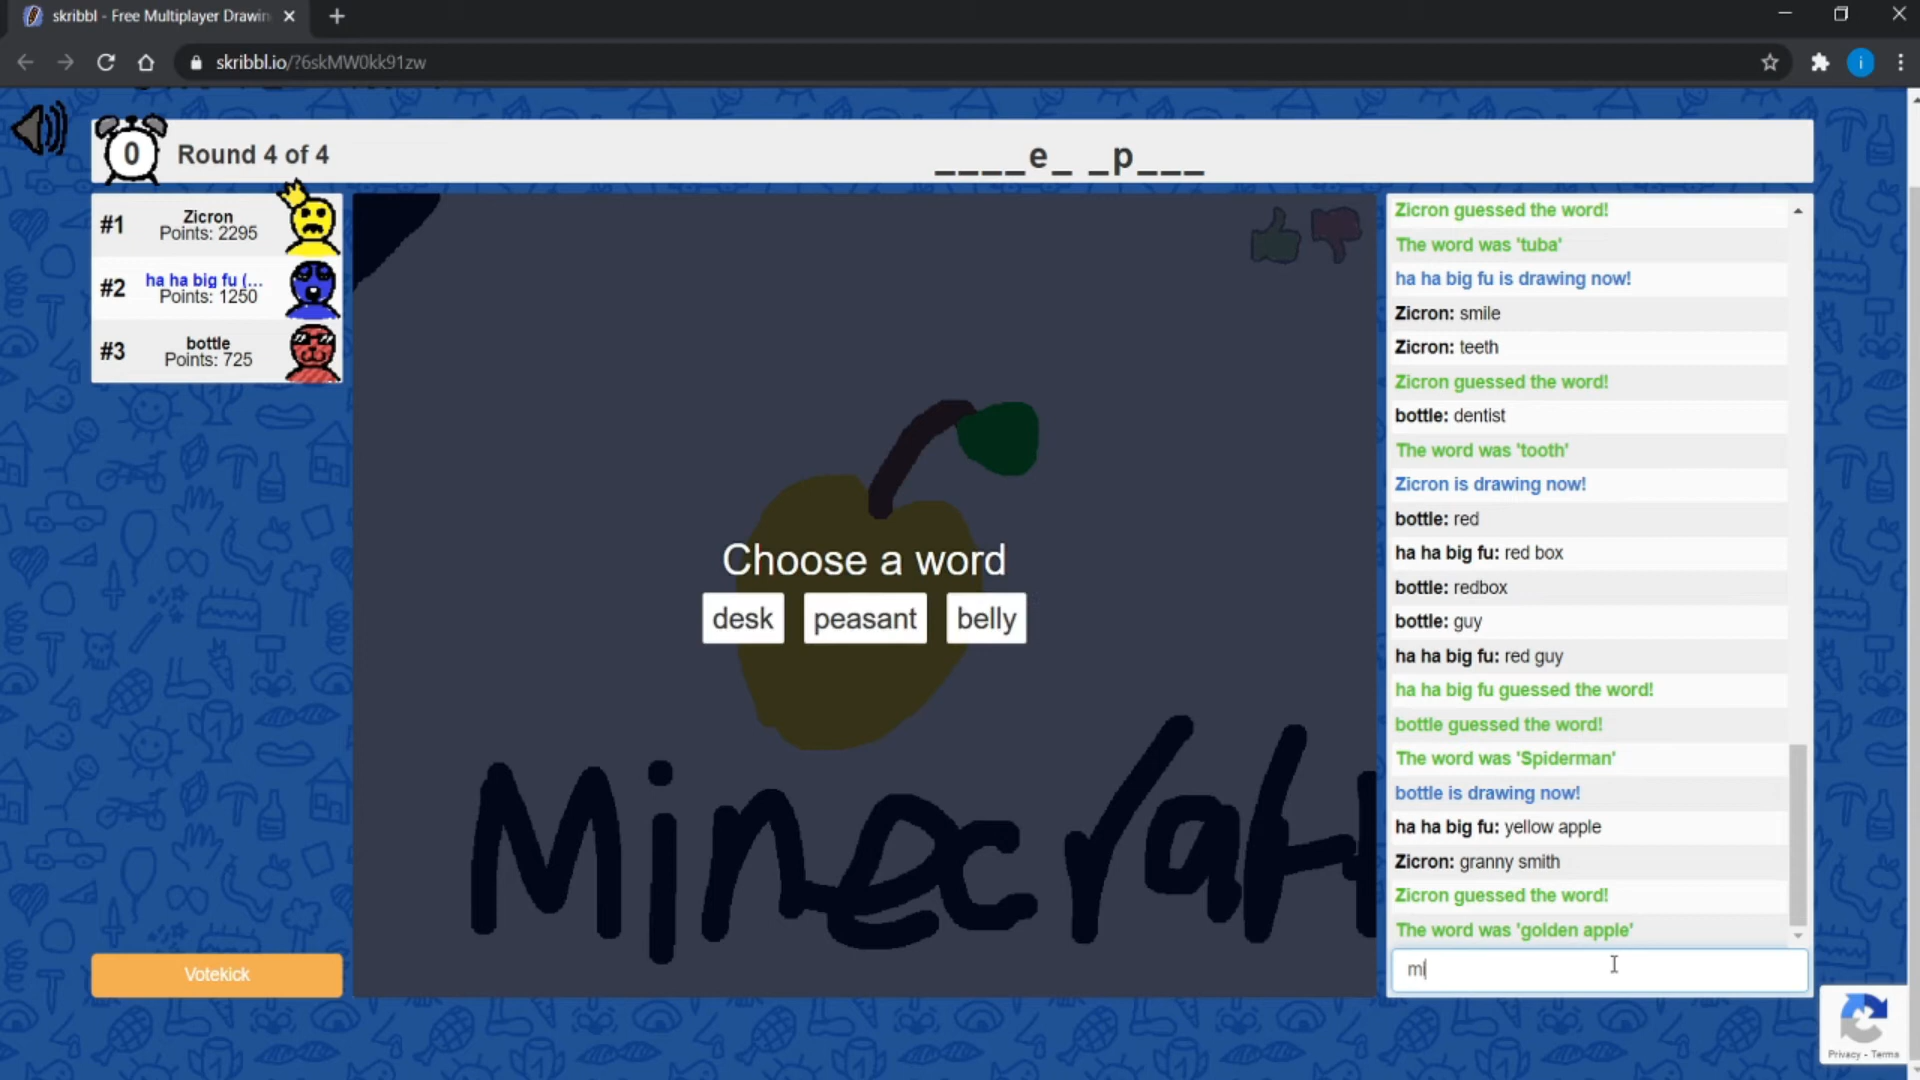 skribbl - Free Multiplayer Drawin
skribbl.io/?6skMW0kk91zw
0
Round 4 of 4
____e_ _p___
#1
Zicron
Points: 2295
#2
ha ha big fu (...
Points: 1250
#3
bottle
Points: 725
Choose a word
desk peasant belly
Minecraft
Votekick
Zicron guessed the word!
The word was 'tuba'
ha ha big fu is drawing now!
Zicron: smile
Zicron: teeth
Zicron guessed the word!
bottle: dentist
The word was 'tooth'
Zicron is drawing now!
bottle: red
ha ha big fu: red box
bottle: redbox
bottle: guy
ha ha big fu: red guy
ha ha big fu guessed the word!
bottle guessed the word!
The word was 'Spiderman'
bottle is drawing now!
ha ha big fu: yellow apple
Zicron: granny smith
Zicron guessed the word!
The word was 'golden apple'
m
i
Privacy - Terms